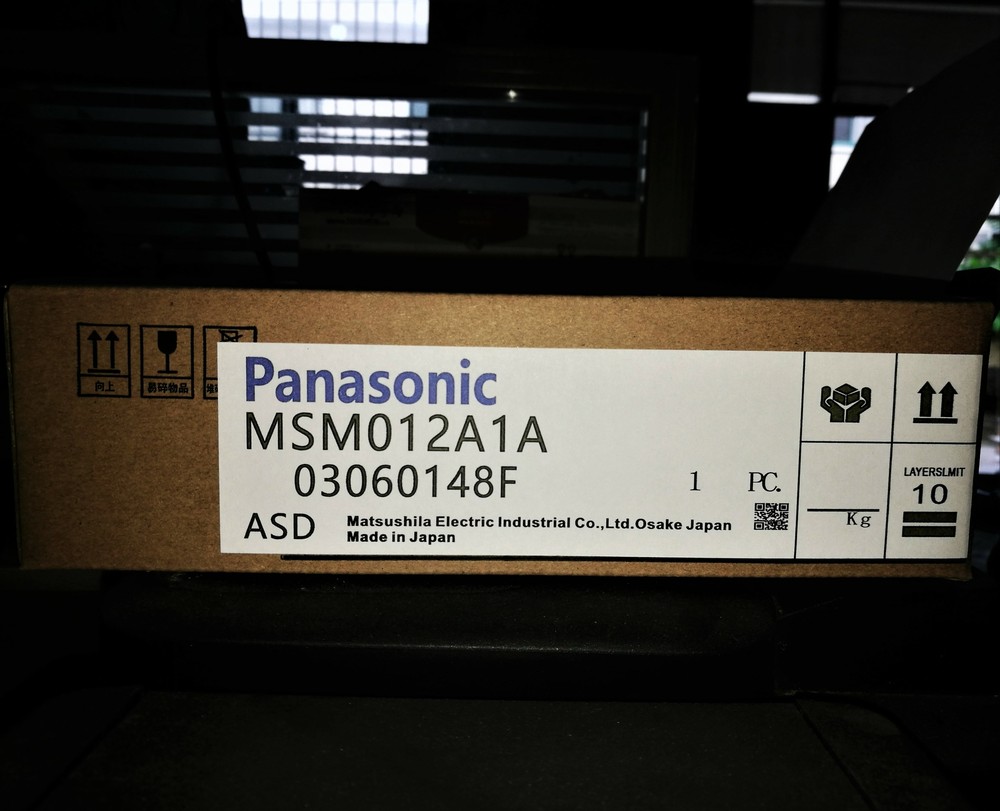 向上
易碎物品
Panasonic
MSM012A1A
03060148F
1 PC.
ASD
Matsushila Electric Industrial Co.,Ltd.Osake Japan
Made in Japan
Kg
LAYERSLMIT
10